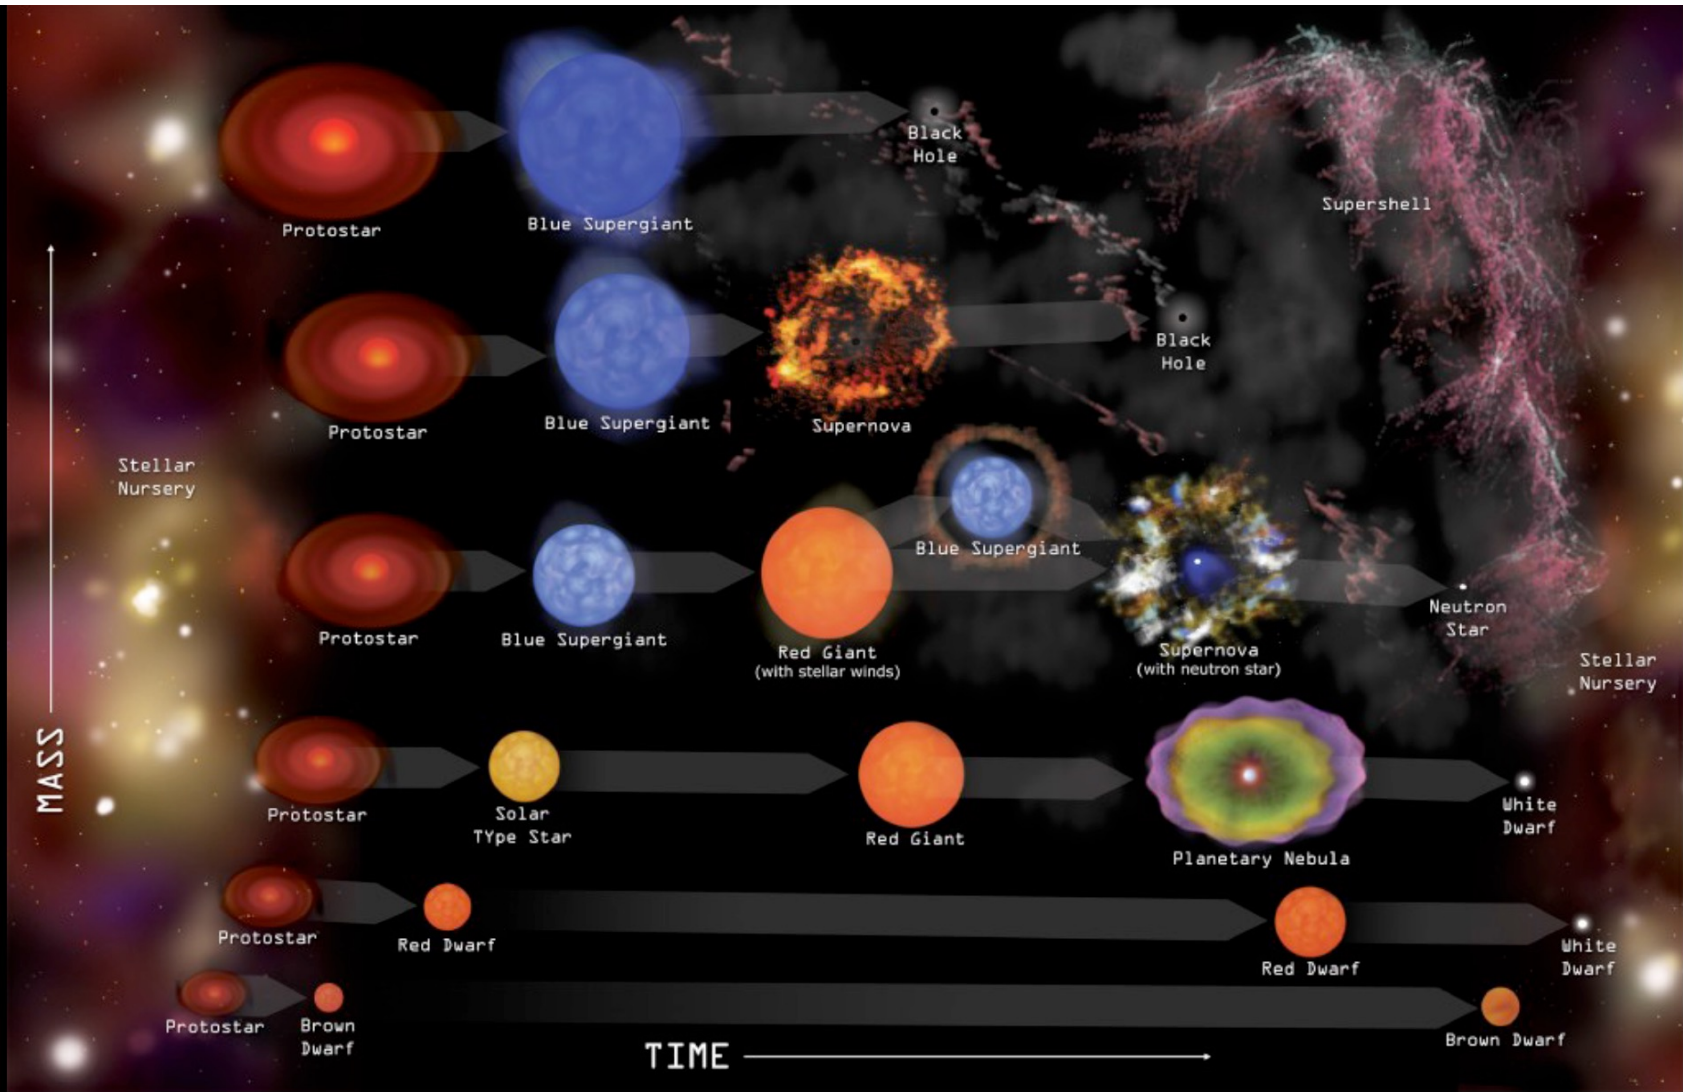 Protostar
Blue Supergiant
Black
Hole
Supershell
Protostar
Blue Supergiant
Supernova
Black
Hole
Stellar
Nursery
Protostar
Blue Supergiant
Red Giant
(with stellar winds)
Blue Supergiant
Supernova
(with neutron star)
Neutron
Star
Stellar
Nursery
MASS
Protostar
Solar
TYpe Star
Red Giant
Planetary Nebula
White
Dwarf
Protostar
Red Dwarf
Red Dwarf
White
Dwarf
Protostar
Brown
Dwarf
Brown Dwarf
TIME